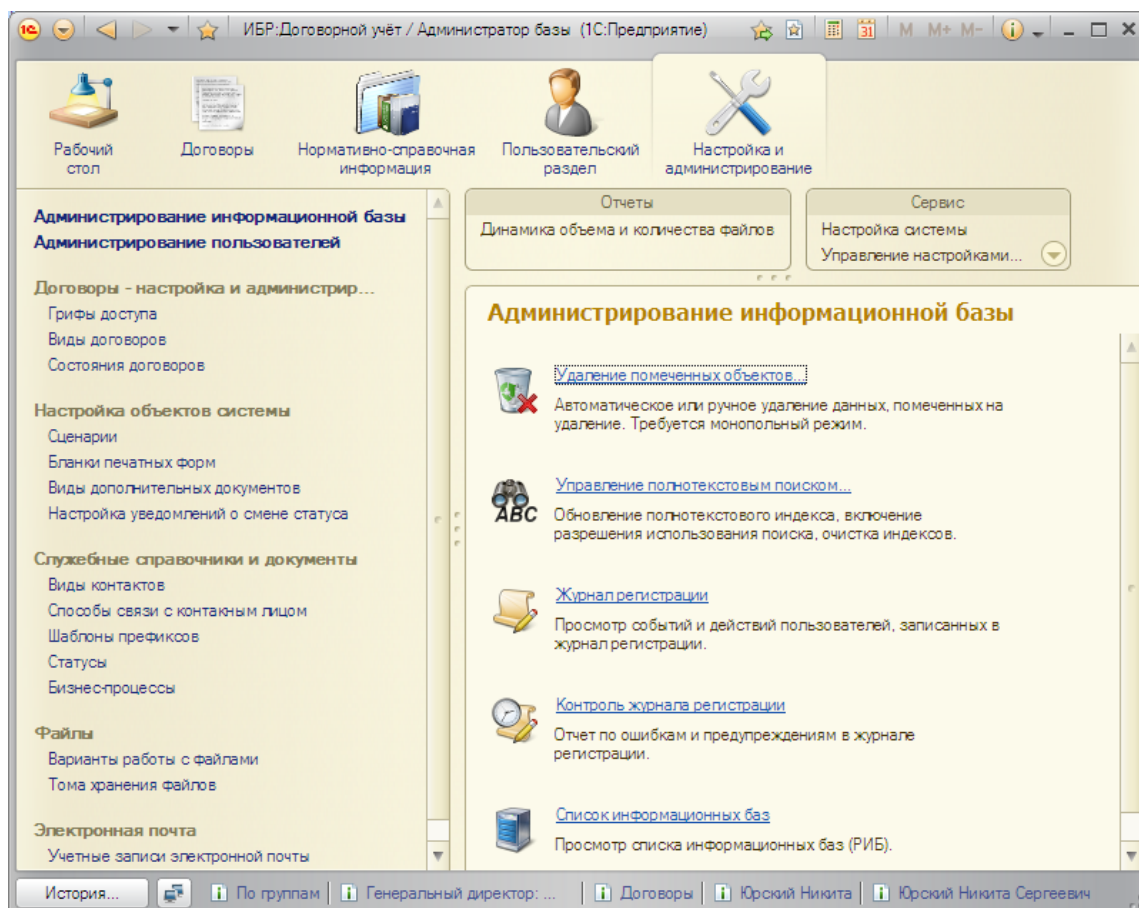 ИБР:Договорной учёт / Администратор базы (1С:Предприятие)
31 M M+ M-
Рабочий стол
Договоры
Нормативно-справочная информация
Пользовательский раздел
Настройка и администрирование
Администрирование информационной базы
Администрирование пользователей
Договоры - настройка и администрир...
Грифы доступа
Виды договоров
Состояния договоров
Настройка объектов системы
Сценарии
Бланки печатных форм
Виды дополнительных документов
Настройка уведомлений о смене статуса
Служебные справочники и документы
Виды контактов
Способы связи с контакным лицом
Шаблоны префиксов
Статусы
Бизнес-процессы
Файлы
Варианты работы с файлами
Тома хранения файлов
Электронная почта
Учетные записи электронной почты
Отчеты
Динамика объема и количества файлов
Сервис
Настройка системы
Управление настройками...
Администрирование информационной базы
Удаление помеченных объектов...
Автоматическое или ручное удаление данных, помеченных на
удаление. Требуется монопольный режим.
ABC
Управление полнотекстовым поиском...
Обновление полнотекстового индекса, включение
разрешения использования поиска, очистка индексов.
Журнал регистрации
Просмотр событий и действий пользователей, записанных в
журнал регистрации.
Контроль журнала регистрации
Отчет по ошибкам и предупреждениям в журнале
регистрации.
Список информационных баз
Просмотр списка информационных баз (РИБ).
История...
По группам
Генеральный директор: ...
Договоры
Юрский Никита
Юрский Никита Сергеевич